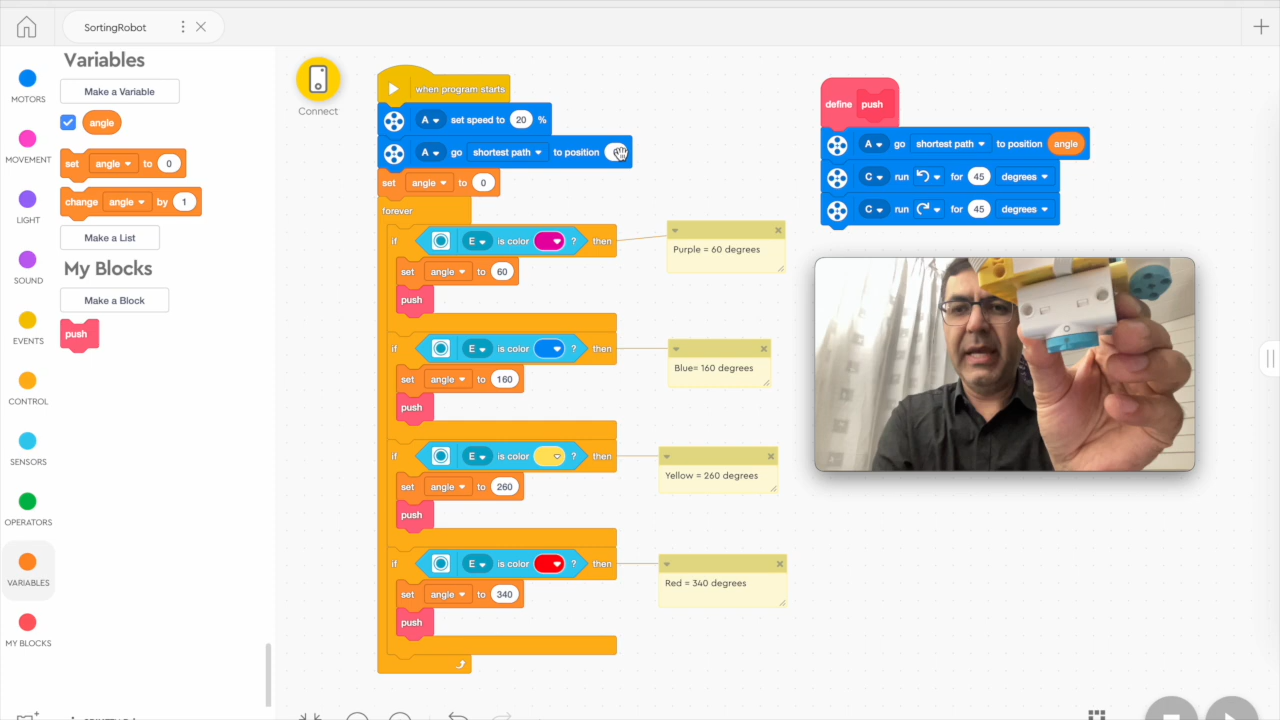 SortingRobot
MOTORS
MOVEMENT
LIGHT
SOUND
EVENTS
CONTROL
SENSORS
OPERATORS
VARIABLES
MY BLOCKS
Variables
Make a Variable
angle
set angle to 0
change angle by 1
Make a List
My Blocks
Make a Block
push
Connect
when program starts
A set speed to 20 %
A go shortest path to position
set angle to 0
forever
if E is color ? then
set angle to 60
push
if E is color ? then
set angle to 160
push
if E is color ? then
set angle to 260
push
if E is color ? then
set angle to 340
push
Purple = 60 degrees
Blue= 160 degrees
Yellow = 260 degrees
Red = 340 degrees
define push
A go shortest path to position angle
C run for 45 degrees
C run for 45 degrees